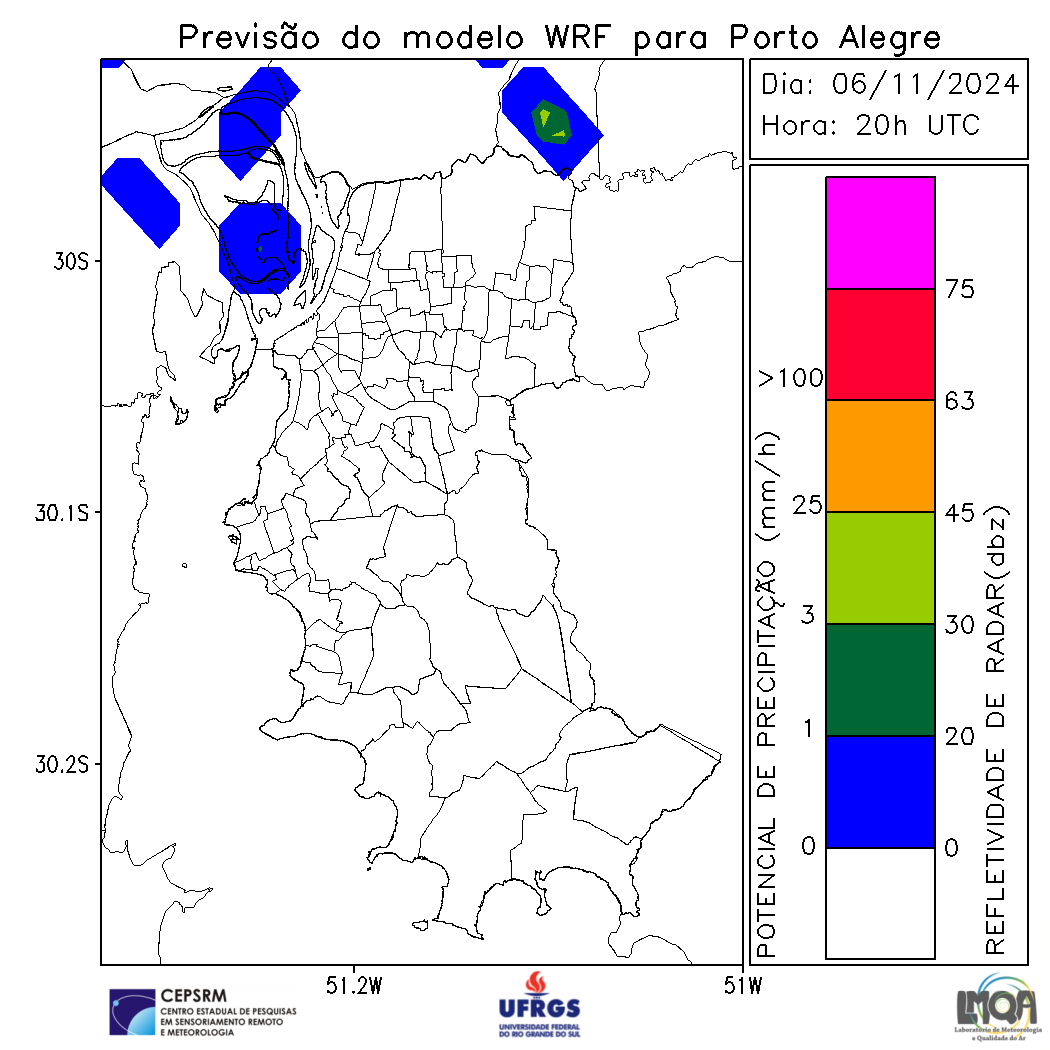 Previsão do modelo WRF para Porto Alegre
Dia: 06/11/2024
Hora: 20h UTC
30S
30.1S
30.2S
51.2W
51W
POTENCIAL DE PRECIPITAÇÃO (mm/h)
>100
25
3
1
0
75
63
45
30
20
0
REFLETIVIDADE DE RADAR(dbz)
CEPSRM
CENTRO ESTADUAL DE PESQUISAS
EM SENSORIAMENTO REMOTO
E METEOROLOGIA
UFRGS
UNIVERSIDADE FEDERAL
DO RIO GRANDE DO SUL
LMQA
Laboratório de Meteorologia
e Qualidade do Ar